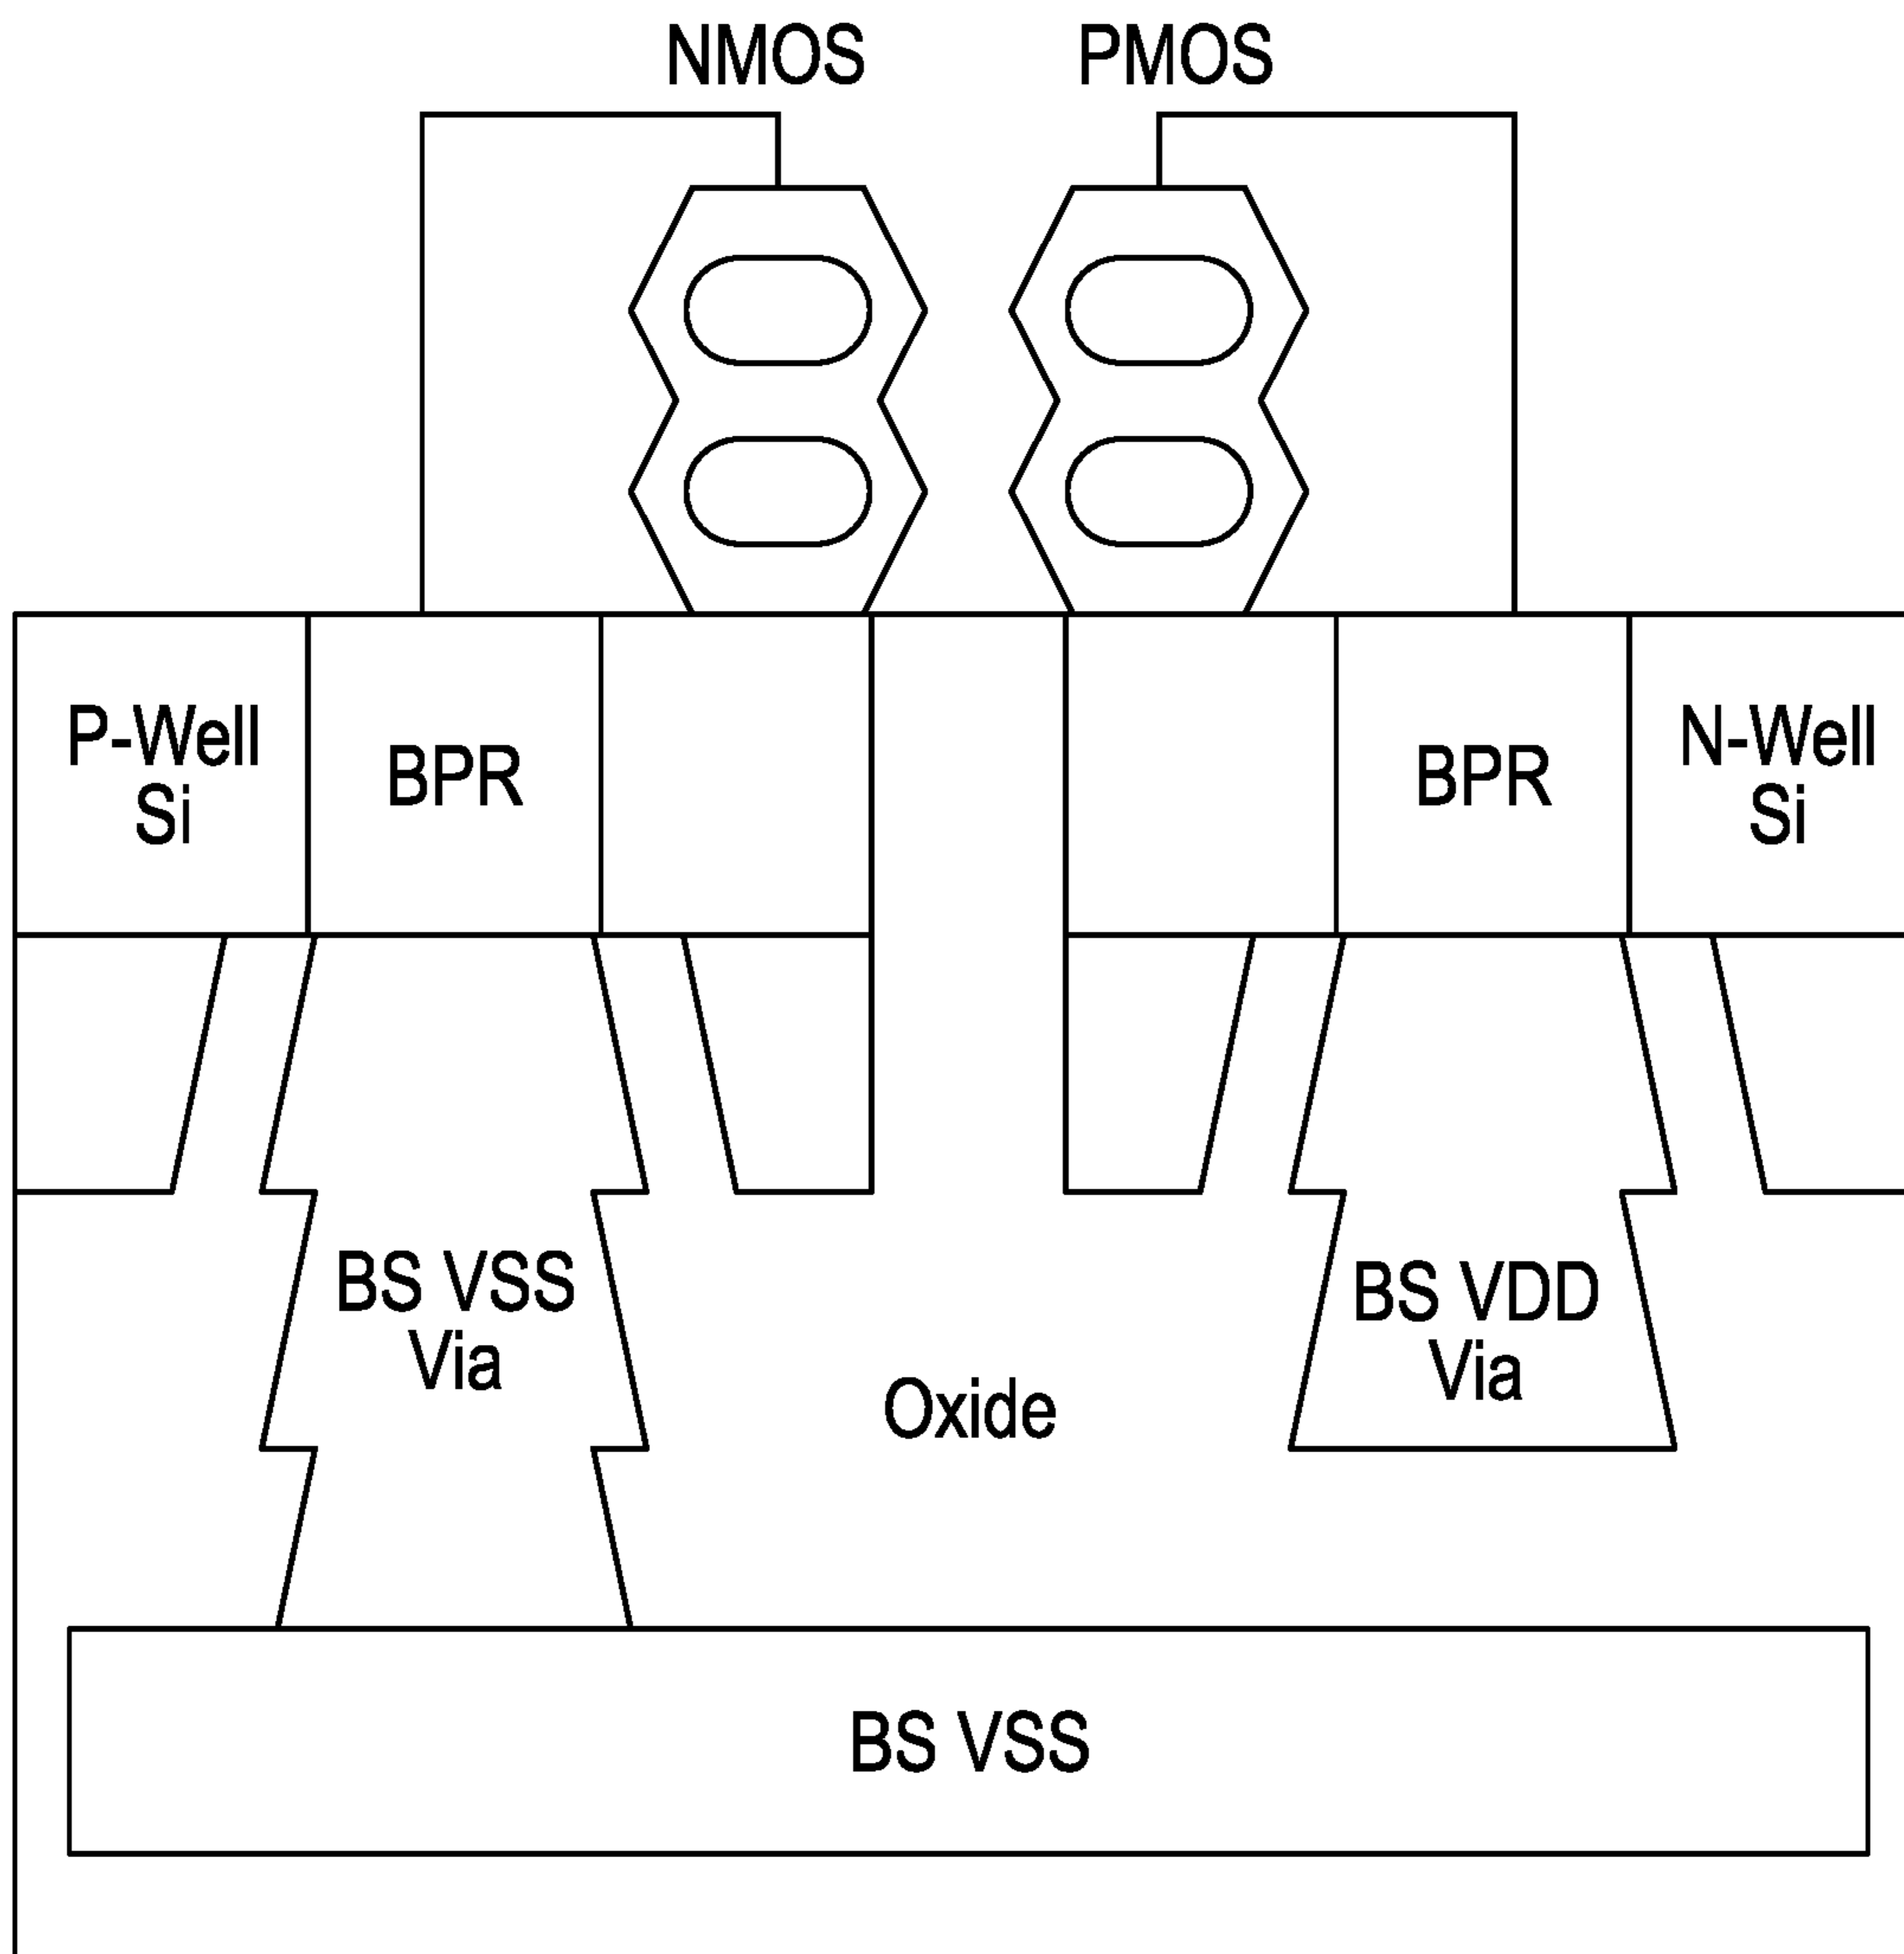 NMOS
PMOS
P-Well
Si
BPR
BPR
N-Well
Si
BS VSS
Via
BS VDD
Via
Oxide
BS VSS